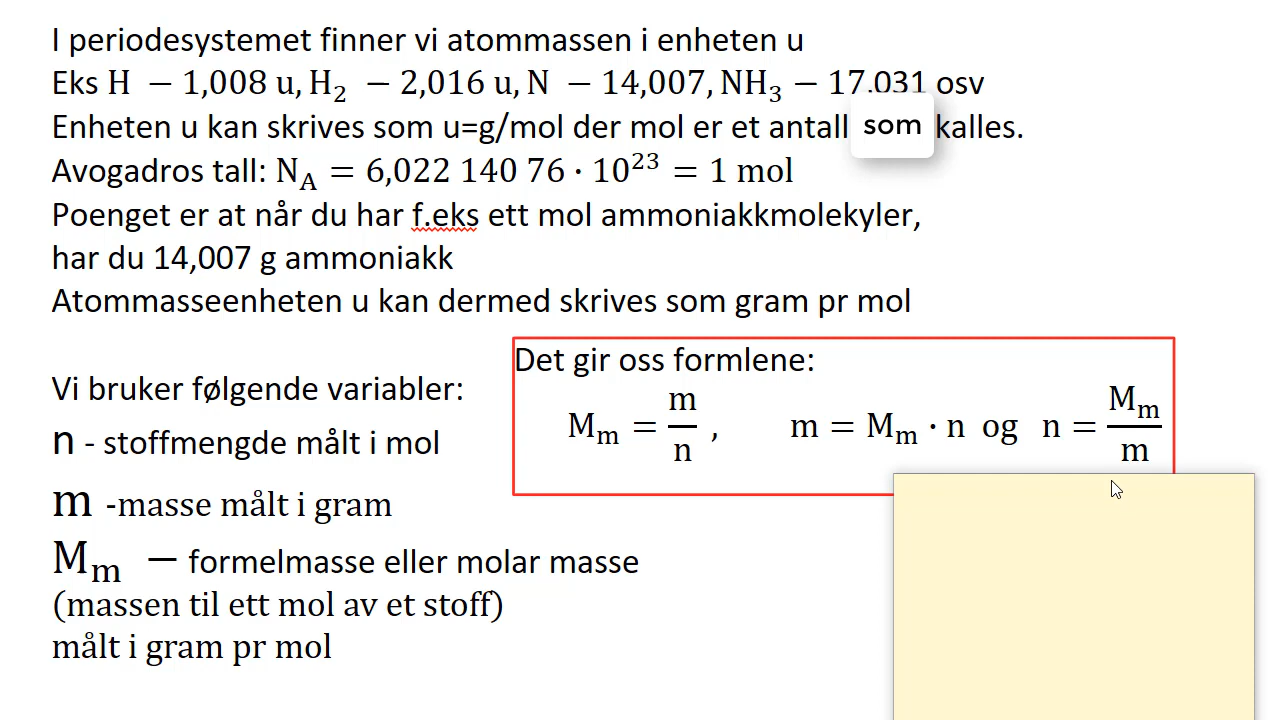 I periodesystemet finner vi atommassen i enheten u
Eks H − 1,008 u, H₂ − 2,016 u, N − 14,007, NH₃ − 17,031 osv
Enheten u kan skrives som u=g/mol der mol er et antall som kalles.
Avogadros tall: N_A = 6,022 140 76 · 10²³ = 1 mol
Poenget er at når du har f.eks ett mol ammoniakkmolekyler,
har du 14,007 g ammoniakk
Atommasseenheten u kan dermed skrives som gram pr mol
Det gir oss formlene:
M_m = m/n , m = M_m · n og n = M_m/m
Vi bruker følgende variabler:
n - stoffmengde målt i mol
m -masse målt i gram
M_m − formelmasse eller molar masse
(massen til ett mol av et stoff)
målt i gram pr mol